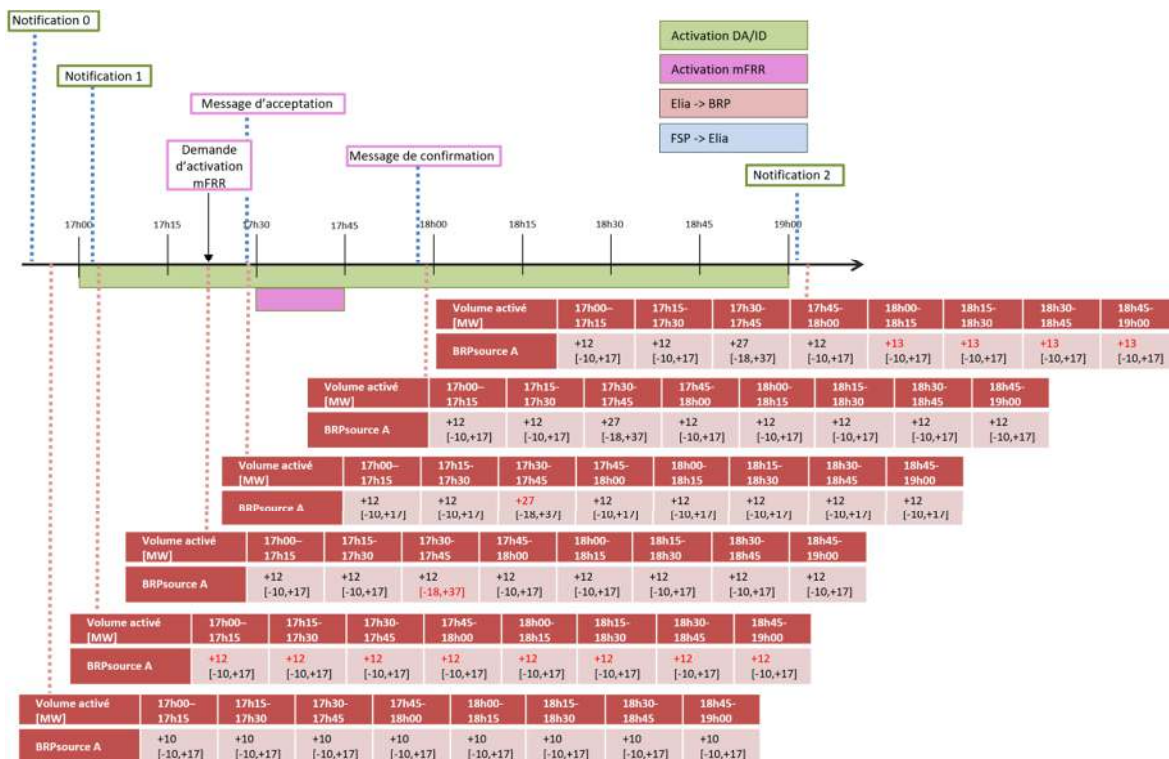 Notification 0
Notification 1
Message d'acceptation
Demande
d'activation
mFRR
Message de confirmation
Activation DA/ID
Activation mFRR
Elia -> BRP
FSP -> Elia
Notification 2
17h00 17h15 17h30 17h45 18h00 18h15 18h30 18h45 19h00
Volume activé 17h00– 17h15- 17h30- 17h45- 18h00- 18h15- 18h30- 18h45-
[MW] 17h15 17h30 17h45 18h00 18h15 18h30 18h45 19h00
BRPsource A +12 +12 +27 +12 +13 +13 +13 +13
[-10,+17] [-10,+17] [-18,+37] [-10,+17] [-10,+17] [-10,+17] [-10,+17] [-10,+17]
Volume activé 17h00– 17h15- 17h30- 17h45- 18h00- 18h15- 18h30- 18h45-
[MW] 17h15 17h30 17h45 18h00 18h15 18h30 18h45 19h00
BRPsource A +12 +12 +27 +12 +12 +12 +12 +12
[-10,+17] [-10,+17] [-18,+37] [-10,+17] [-10,+17] [-10,+17] [-10,+17] [-10,+17]
Volume activé 17h00– 17h15- 17h30- 17h45- 18h00- 18h15- 18h30- 18h45-
[MW] 17h15 17h30 17h45 18h00 18h15 18h30 18h45 19h00
BRPsource A +12 +12 +27 +12 +12 +12 +12 +12
[-10,+17] [-10,+17] [-18,+37] [-10,+17] [-10,+17] [-10,+17] [-10,+17] [-10,+17]
Volume activé 17h00– 17h15- 17h30- 17h45- 18h00- 18h15- 18h30- 18h45-
[MW] 17h15 17h30 17h45 18h00 18h15 18h30 18h45 19h00
BRPsource A +12 +12 +12 +12 +12 +12 +12 +12
[-10,+17] [-10,+17] [-18,+37] [-10,+17] [-10,+17] [-10,+17] [-10,+17] [-10,+17]
Volume activé 17h00– 17h15- 17h30- 17h45- 18h00- 18h15- 18h30- 18h45-
[MW] 17h15 17h30 17h45 18h00 18h15 18h30 18h45 19h00
BRPsource A +12 +12 +12 +12 +12 +12 +12 +12
[-10,+17] [-10,+17] [-10,+17] [-10,+17] [-10,+17] [-10,+17] [-10,+17] [-10,+17]
Volume activé 17h00– 17h15- 17h30- 17h45- 18h00- 18h15- 18h30- 18h45-
[MW] 17h15 17h30 17h45 18h00 18h15 18h30 18h45 19h00
BRPsource A +10 +10 +10 +10 +10 +10 +10 +10
[-10,+17] [-10,+17] [-10,+17] [-10,+17] [-10,+17] [-10,+17] [-10,+17] [-10,+17]